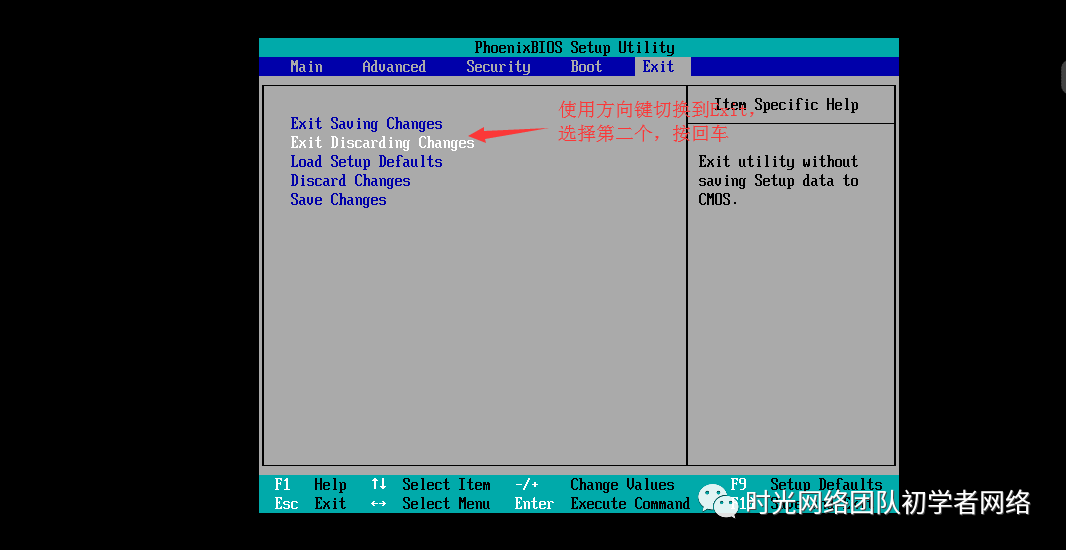 PhoenixBIOS Setup Utility
Main Advanced Security Boot Exit
使用方向键切换到Exit,
选择第二个，按回车
Item Specific Help
Exit Saving Changes
Exit Discarding Changes
Load Setup Defaults
Discard Changes
Save Changes
Exit utility without
saving Setup data to
CMOS.
F1 Help ↑↓ Select Item -/+ Change Values F9 Setup Defaults
Esc Exit ↔ Select Menu Enter Execute Command
时光网络团队初学者网络